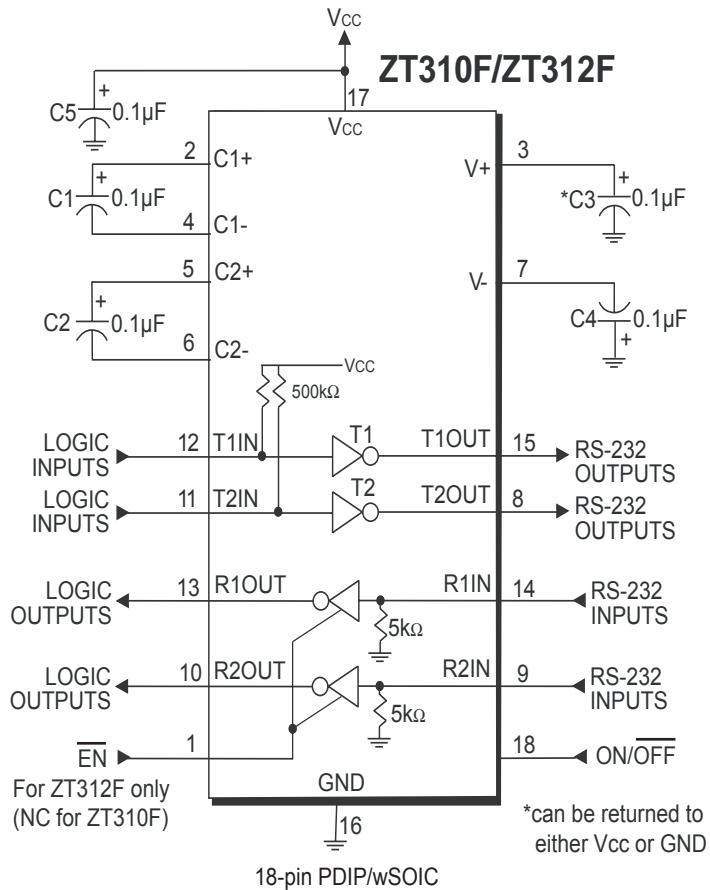 VCC
ZT310F/ZT312F
17
VCC
+
C5
0.1µF
2
C1+
+
C1
0.1µF
4
C1-
5
C2+
+
C2
0.1µF
6
C2-
3
V+
+
*C3
0.1µF
7
V-
C4
0.1µF
+
VCC
500kΩ
LOGIC
INPUTS
12
T1IN
T1
T1OUT
15
RS-232
OUTPUTS
LOGIC
INPUTS
11
T2IN
T2
T2OUT
8
RS-232
OUTPUTS
LOGIC
OUTPUTS
13
R1OUT
R1IN
14
RS-232
INPUTS
5kΩ
LOGIC
OUTPUTS
10
R2OUT
R2IN
9
RS-232
INPUTS
5kΩ
EN
1
18
ON/OFF
For ZT312F only
(NC for ZT310F)
GND
16
*can be returned to
either Vcc or GND
18-pin PDIP/wSOIC